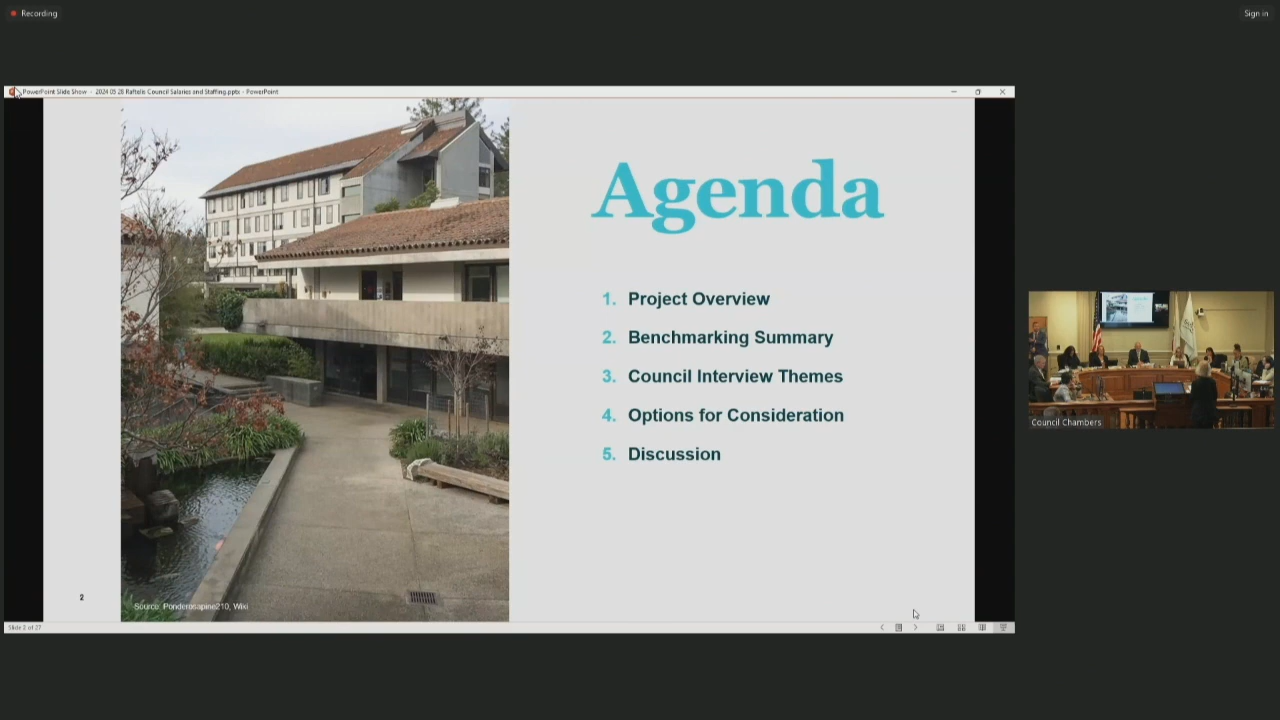 Recording
Sign in
PowerPoint Slide Show - 2024 05 28 Raftelis Council Salaries and Staffing.pptx - PowerPoint
Agenda
1. Project Overview
2. Benchmarking Summary
3. Council Interview Themes
4. Options for Consideration
5. Discussion
2
Source: Ponderosapine210, Wiki
Slide 2 of 27
Council Chambers